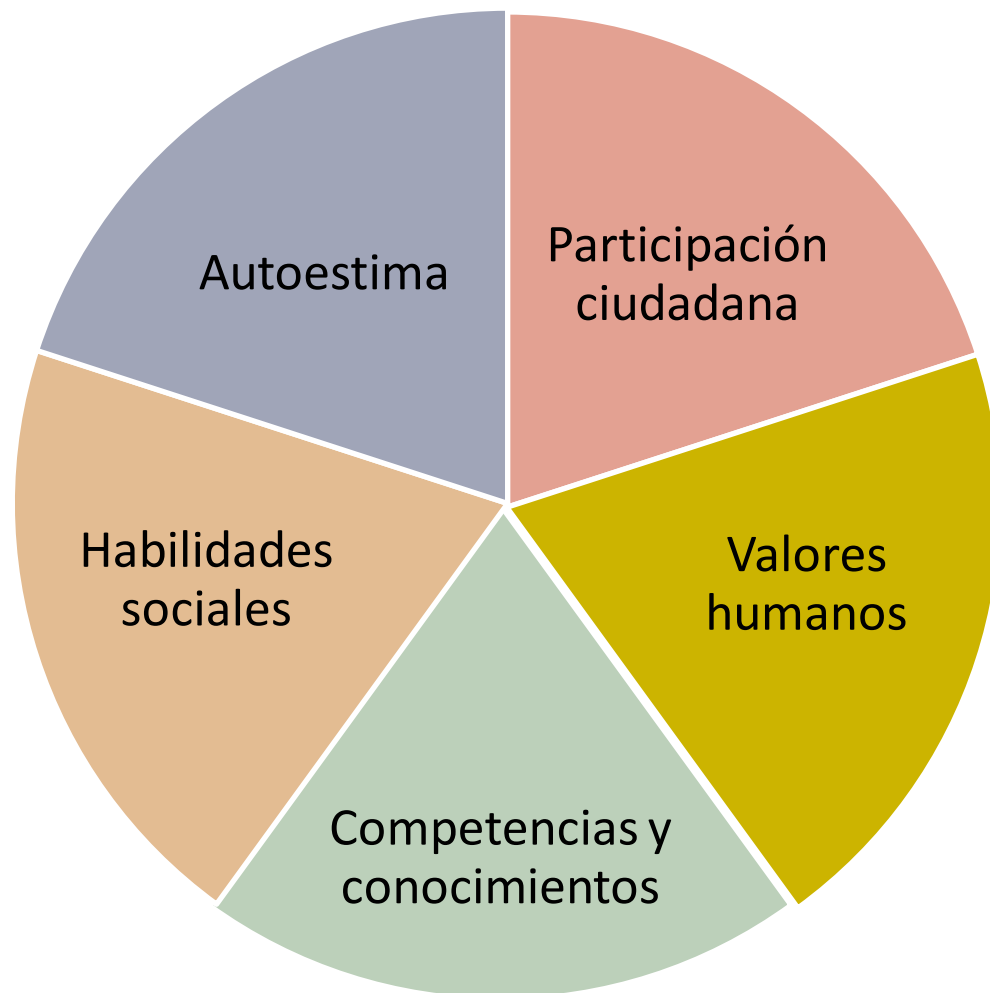 Autoestima
Participación
ciudadana
Valores
humanos
Competencias y
conocimientos
Habilidades
sociales